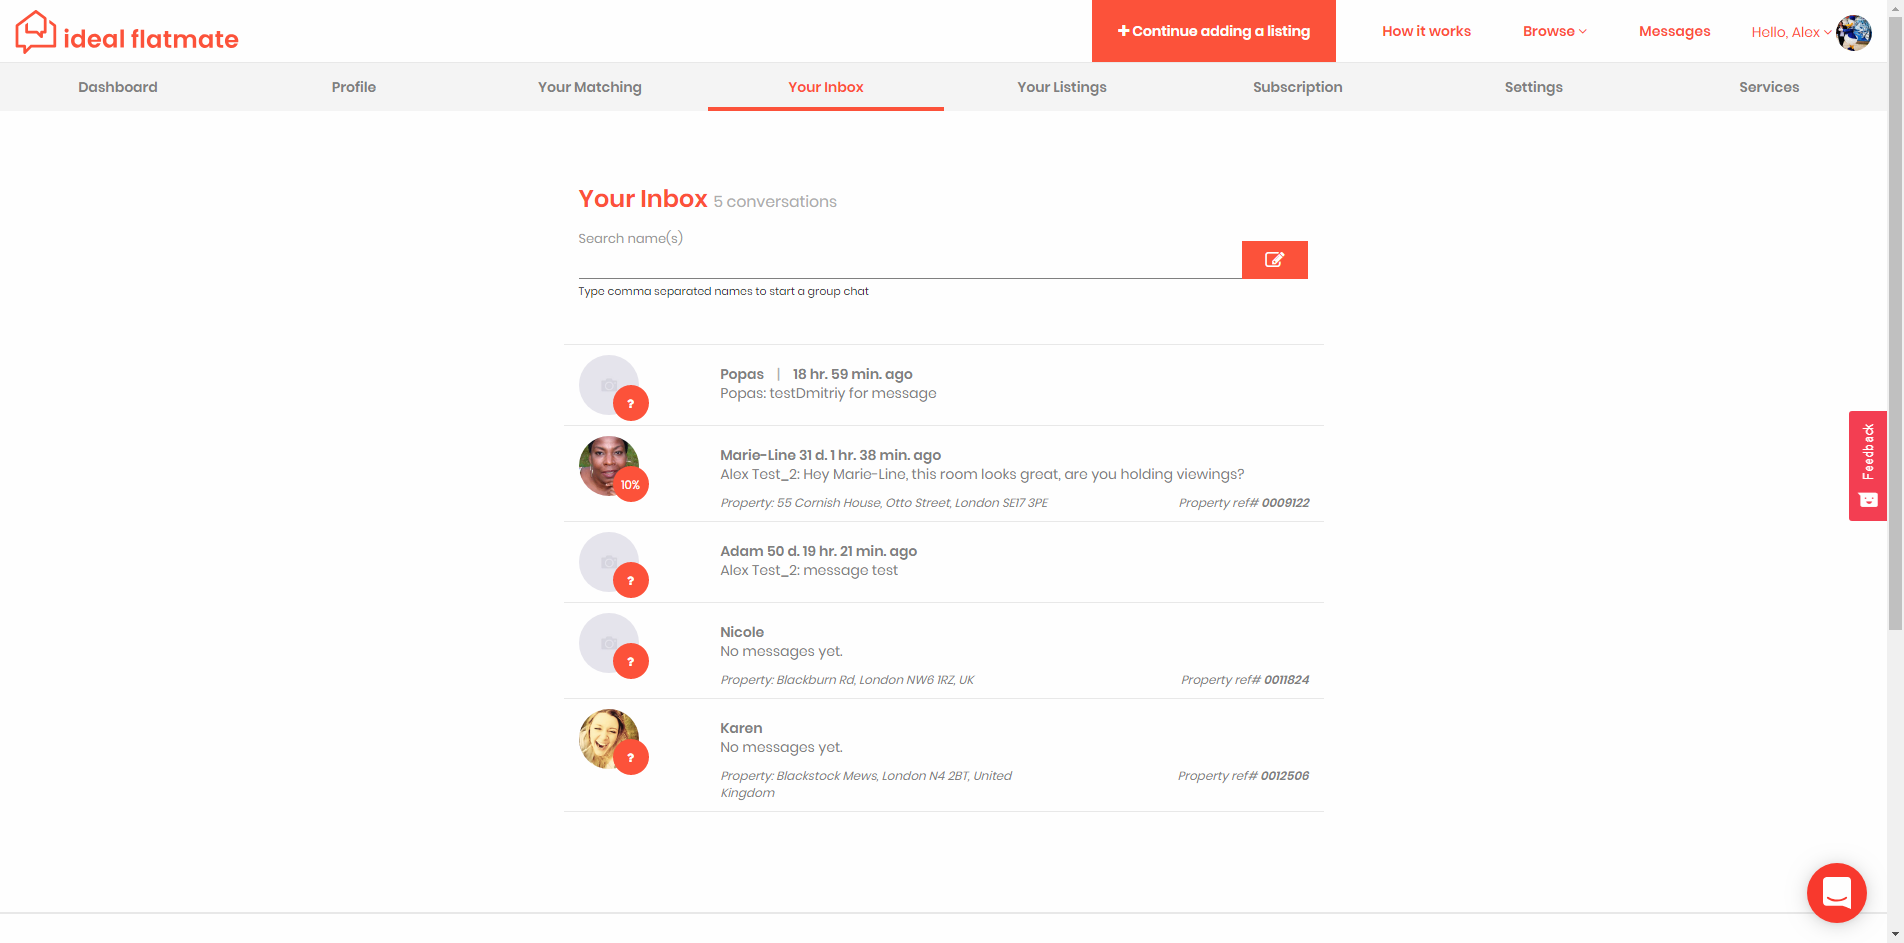 ideal flatmate
Continue adding a listing
How it works
Browse
Messages
Hello, Alex
Dashboard
Profile
Your Matching
Your Inbox
Your Listings
Subscription
Settings
Services
Your Inbox 5 conversations
Search name(s)
Type comma separated names to start a group chat
?
Popas | 18 hr. 59 min. ago
Popas: testDmitriy for message
10%
Marie-Line 31 d. 1 hr. 38 min. ago
Alex Test_2: Hey Marie-Line, this room looks great, are you holding viewings?
Property: 55 Cornish House, Otto Street, London SE17 3PE
Property ref# 0009122
?
Adam 50 d. 19 hr. 21 min. ago
Alex Test_2: message test
?
Nicole
No messages yet.
Property: Blackburn Rd, London NW6 1RZ, UK
Property ref# 0011824
?
Karen
No messages yet.
Property: Blackstock Mews, London N4 2BT, United
Kingdom
Property ref# 0012506
Feedback